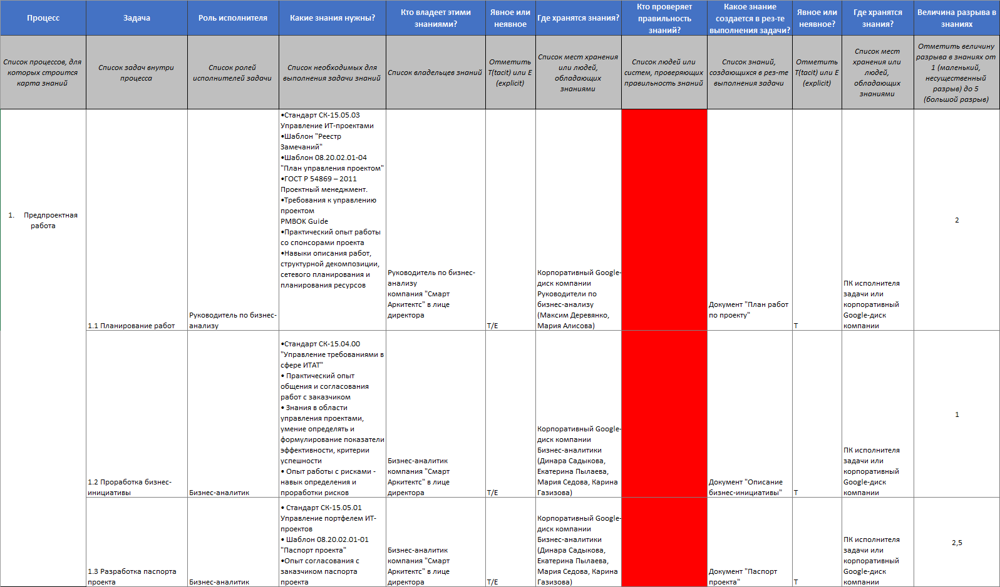 Процесс
Задача
Роль исполнителя
Какие знания нужны?
Кто владеет этими
знаниями?
Явное или
неявное
Где хранятся знания?
Кто проверяет
правильность
знаний?
Какое знание
создается в рез-те
выполнения задачи?
Явное или
неявное?
Где хранятся
знания?
Величина разрыва в
знаниях
Список процессов, для
которых строится
карта знаний
Список задач внутри
процесса
Список ролей
исполнителей задачи
Список необходимых для
выполнения задачи знаний
Список владельцев знаний
Отметить
T(tacit) или E
(explicit)
Список мест хранения
или людей,
обладающих
знаниями
Список людей или
систем, проверяющих
правильность знаний
Список знаний,
создающихся в рез-те
выполнения задачи
Отметить
T(tacit) или E
(explicit)
Список мест
хранения или
людей,
обладающих
знаниями
Отметить величину
разрыва в знаниях от
1 (маленький,
несущественный
разрыв) до 5
(большой разрыв)
1. Предпроектная
работа
1.1 Планирование работ
Руководитель по бизнес-
анализу
•Стандарт СК-15.05.03
Управление ИТ-проектами
•Шаблон "Реестр
Замечаний"
•Шаблон 08.20.02.01-04
"План управления проектом"
•ГОСТ Р 54869 – 2011
Проектный менеджмент.
•Требования к управлению
проектом
PMBOK Guide
•Практический опыт работы
со спонсорами проекта
•Навыки описания работ,
структурной декомпозиции,
сетевого планирования и
планирования ресурсов
Руководитель по бизнес-
анализу
компания "Смарт
Архитектс" в лице
директора
T/E
Корпоративный Google-
диск компании
Руководители по
бизнес-анализу
(Максим Деревянко,
Мария Алисова)
Документ "План работ
по проекту"
T
ПК исполнителя
задачи или
корпоративный
Google-диск
компании
2
1.2 Проработка бизнес-
инициативы
Бизнес-аналитик
•Стандарт СК-15.04.00
"Управление требованиями в
сфере ИТАТ"
• Практический опыт
общения и согласования
работ с заказчиком
• Знания в области
управления проектами,
умение определять и
формулирование показатели
эффективности, критерии
успешности
• Опыт работы с рисками -
навык определения и
проработки рисков
Бизнес-аналитик
компания "Смарт
Аркитектс" в лице
директора
T/E
Корпоративный Google-
диск компании
Бизнес-аналитики
(Динара Садыкова,
Екатерина Пылаева,
Мария Седова, Карина
Газизова)
Документ "Описание
бизнес-инициативы"
T
ПК исполнителя
задачи или
корпоративный
Google-диск
компании
1
1.3 Разработка паспорта
проекта
Бизнес-аналитик
• Стандарт СК-15.05.01
Управление портфелем ИТ-
проектов
• Шаблон 08.20.02.01-01
"Паспорт проекта"
•Опыт согласования с
заказчиком паспорта
проекта
Бизнес-аналитик
компания "Смарт
Аркитектс" в лице
директора
T/E
Корпоративный Google-
диск компании
Бизнес-аналитики
(Динара Садыкова,
Екатерина Пылаева,
Мария Седова, Карина
Газизова)
Документ "Паспорт
проекта"
T
ПК исполнителя
задачи или
корпоративный
Google-диск
компании
2,5